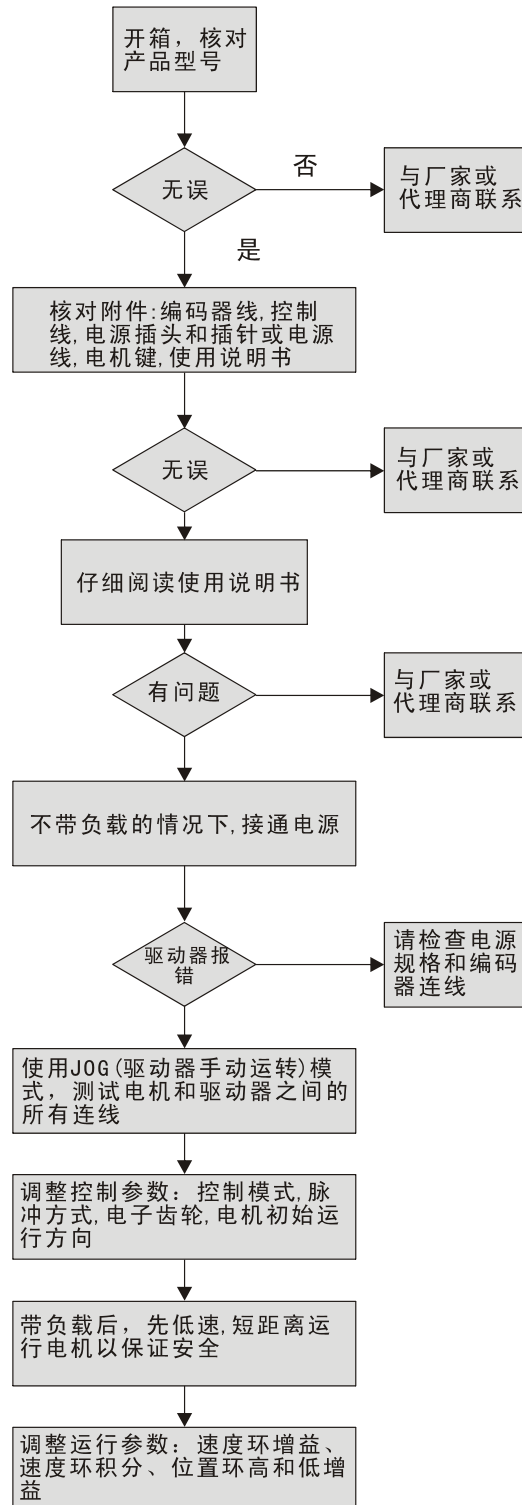 开箱，核对
产品型号
无误
否
与厂家或
代理商联系
是
核对附件:编码器线,控制
线,电源插头和插针或电源
线,电机键,使用说明书
无误
与厂家或
代理商联系
仔细阅读使用说明书
有问题
与厂家或
代理商联系
不带负载的情况下,接通电源
驱动器报
错
请检查电源
规格和编码
器连线
使用JOG(驱动器手动运转)模
式，测试电机和驱动器之间的
所有连线
调整控制参数：控制模式,脉
冲方式,电子齿轮,电机初始运
行方向
带负载后，先低速,短距离运
行电机以保证安全
调整运行参数：速度环增益、
速度环积分、位置环高和低增
益